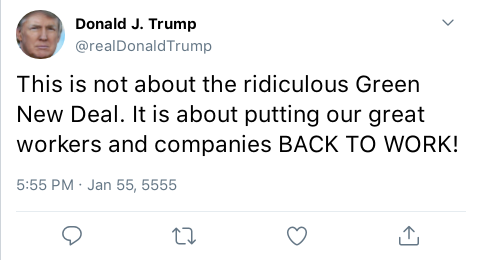 Donald J. Trump
@realDonaldTrump
This is not about the ridiculous Green
New Deal. It is about putting our great
workers and companies BACK TO WORK!
5:55 PM · Jan 55, 5555